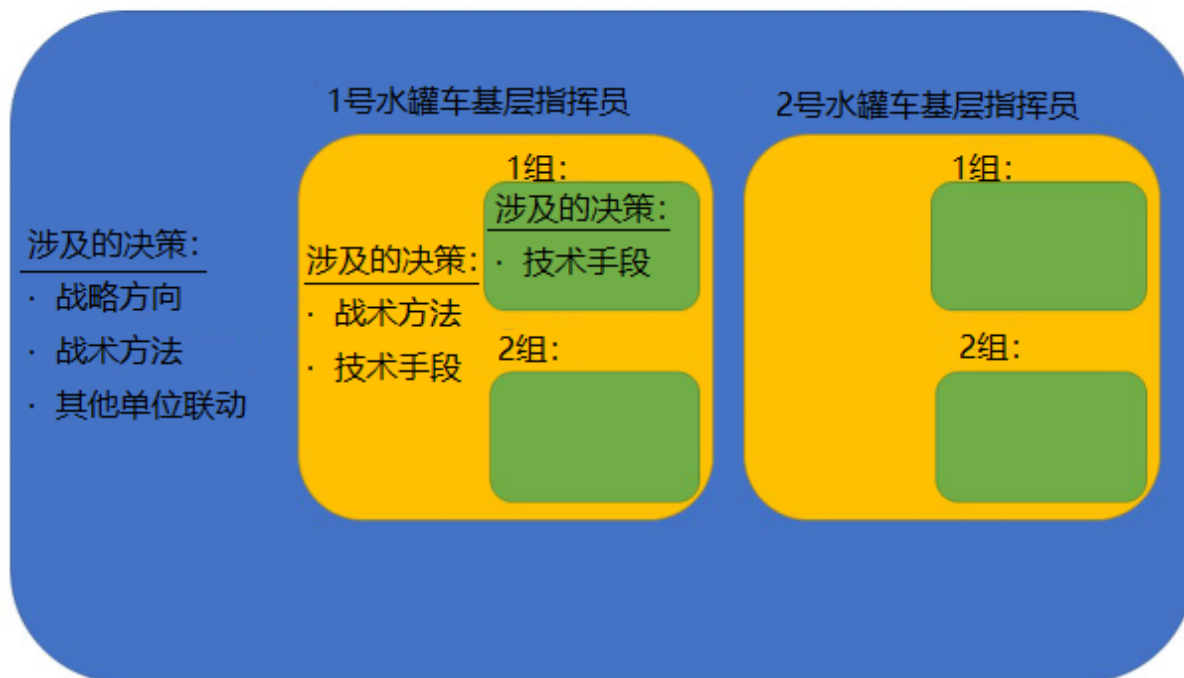 1号水罐车基层指挥员
2号水罐车基层指挥员
涉及的决策：
· 战略方向
· 战术方法
· 其他单位联动
涉及的决策：
· 战术方法
· 技术手段
1组：
涉及的决策：
· 技术手段
2组：
1组：
2组：